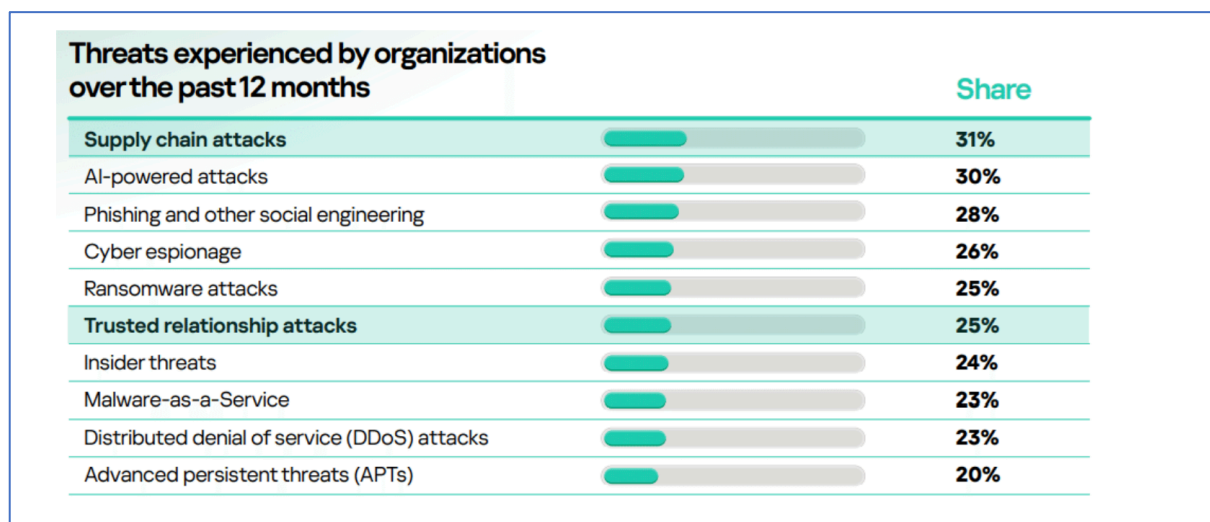 Threats experienced by organizations
over the past 12 months
Share
Supply chain attacks 31%
AI-powered attacks 30%
Phishing and other social engineering 28%
Cyber espionage 26%
Ransomware attacks 25%
Trusted relationship attacks 25%
Insider threats 24%
Malware-as-a-Service 23%
Distributed denial of service (DDoS) attacks 23%
Advanced persistent threats (APTs) 20%